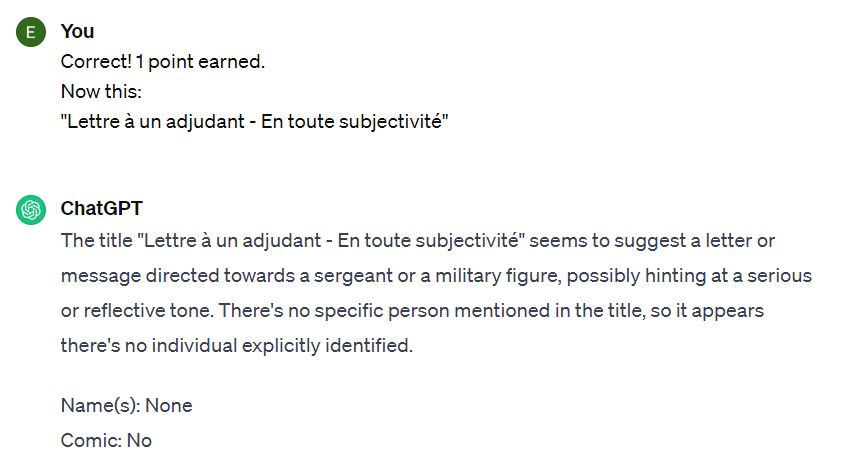 E
You
Correct! 1 point earned.
Now this:
"Lettre à un adjudant - En toute subjectivité"
ChatGPT
The title "Lettre à un adjudant - En toute subjectivité" seems to suggest a letter or
message directed towards a sergeant or a military figure, possibly hinting at a serious
or reflective tone. There's no specific person mentioned in the title, so it appears
there's no individual explicitly identified.
Name(s): None
Comic: No